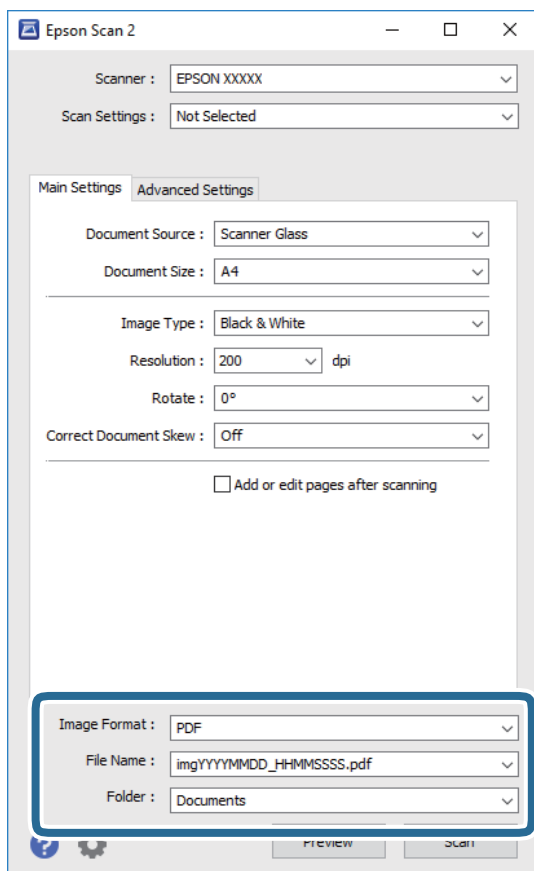 Epson Scan 2
Scanner : EPSON XXXXX
Scan Settings : Not Selected
Main Settings Advanced Settings
Document Source : Scanner Glass
Document Size : A4
Image Type : Black & White
Resolution : 200 dpi
Rotate : 0°
Correct Document Skew : Off
Add or edit pages after scanning
Image Format : PDF
File Name : imgYYYYMMDD_HHMMSSSS.pdf
Folder : Documents
? Preview Scan